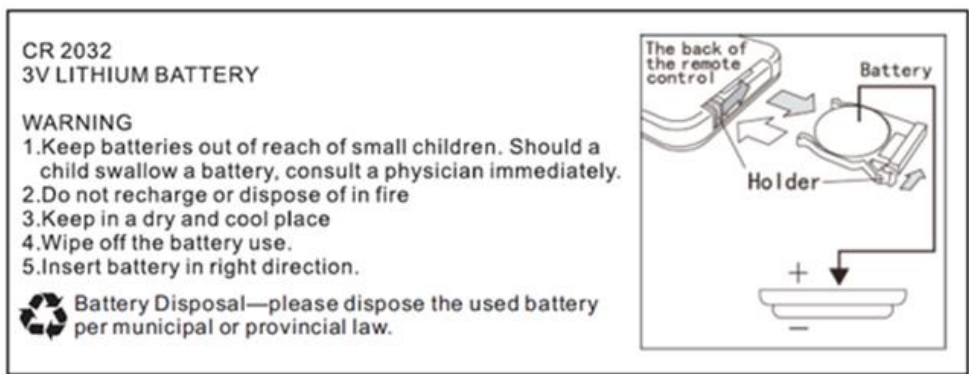 CR 2032
3V LITHIUM BATTERY
WARNING
1.Keep batteries out of reach of small children. Should a
child swallow a battery, consult a physician immediately.
2.Do not recharge or dispose of in fire
3.Keep in a dry and cool place
4.Wipe off the battery use.
5.Insert battery in right direction.
Battery Disposal—please dispose the used battery
per municipal or provincial law.
The back of
the remote
control
Battery
Holder
+
—